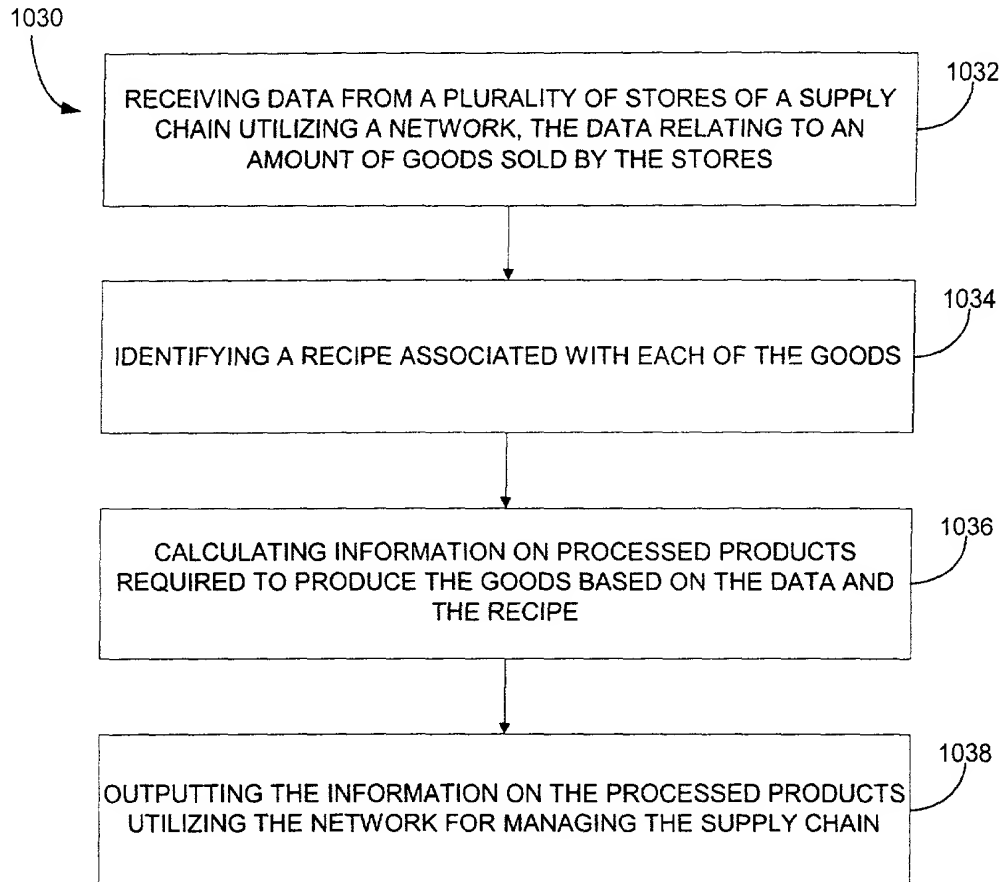 1030
1032
RECEIVING DATA FROM A PLURALITY OF STORES OF A SUPPLY
CHAIN UTILIZING A NETWORK, THE DATA RELATING TO AN
AMOUNT OF GOODS SOLD BY THE STORES
1034
IDENTIFYING A RECIPE ASSOCIATED WITH EACH OF THE GOODS
1036
CALCULATING INFORMATION ON PROCESSED PRODUCTS
REQUIRED TO PRODUCE THE GOODS BASED ON THE DATA AND
THE RECIPE
1038
OUTPUTTING THE INFORMATION ON THE PROCESSED PRODUCTS
UTILIZING THE NETWORK FOR MANAGING THE SUPPLY CHAIN